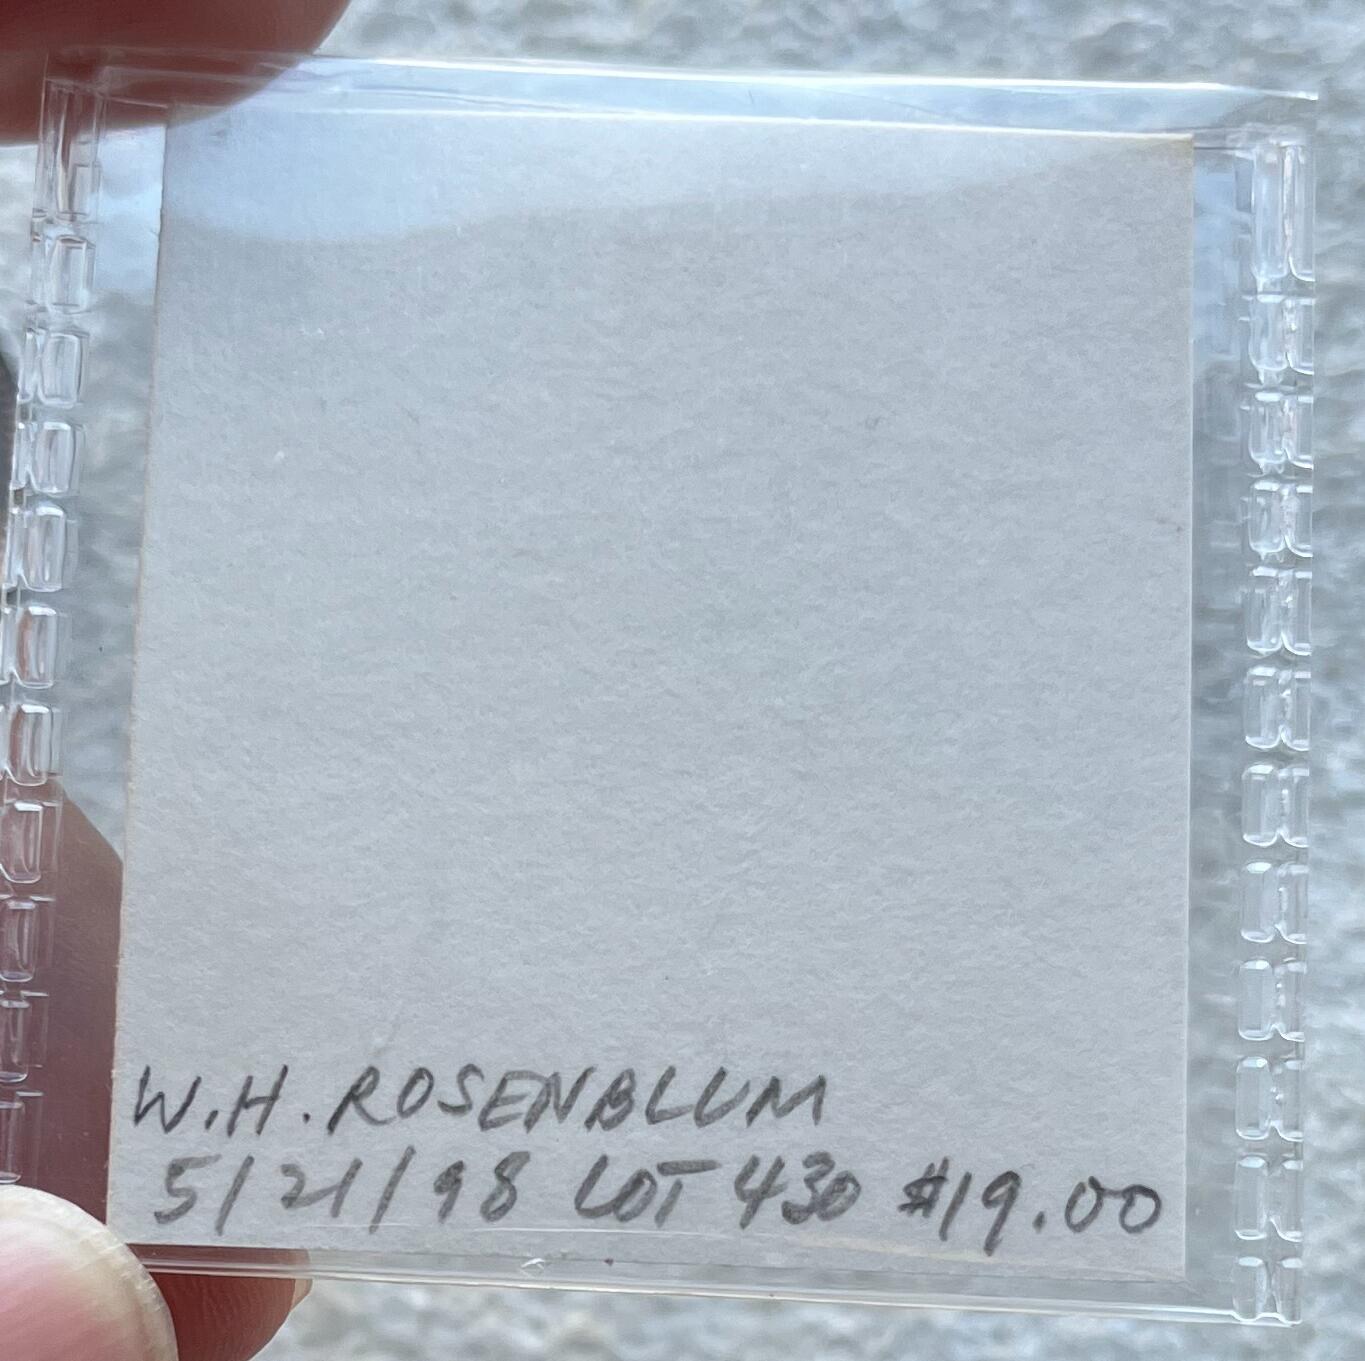 W.H. ROSENBLUM
5/21/98 LOT 430 $19.00